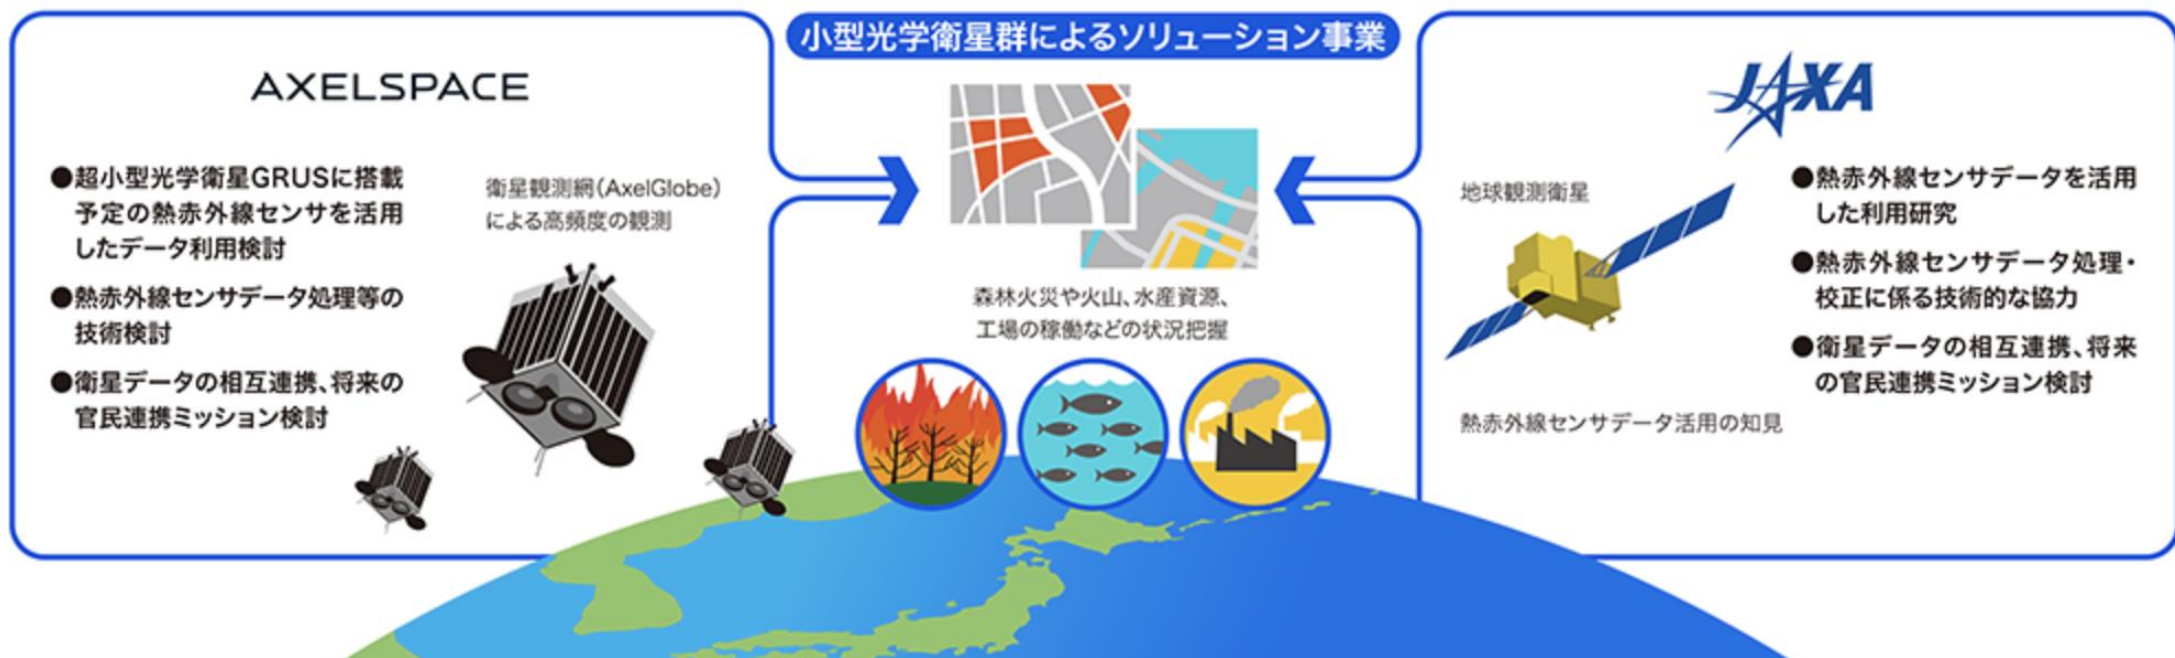 小型光学衛星群によるソリューション事業
AXELSPACE
●超小型光学衛星GRUSに搭載
予定の熱赤外線センサを活用
したデータ利用検討
●熱赤外線センサデータ処理等の
技術検討
●衛星データの相互連携、将来の
官民連携ミッション検討
衛星観測網(AxelGlobe)
による高頻度の観測
森林火災や火山、水産資源、
工場の稼働などの状況把握
JAXA
地球観測衛星
熱赤外線センサデータ活用の知見
●熱赤外線センサデータを活用
した利用研究
●熱赤外線センサデータ処理・
校正に係る技術的な協力
●衛星データの相互連携、将来
の官民連携ミッション検討